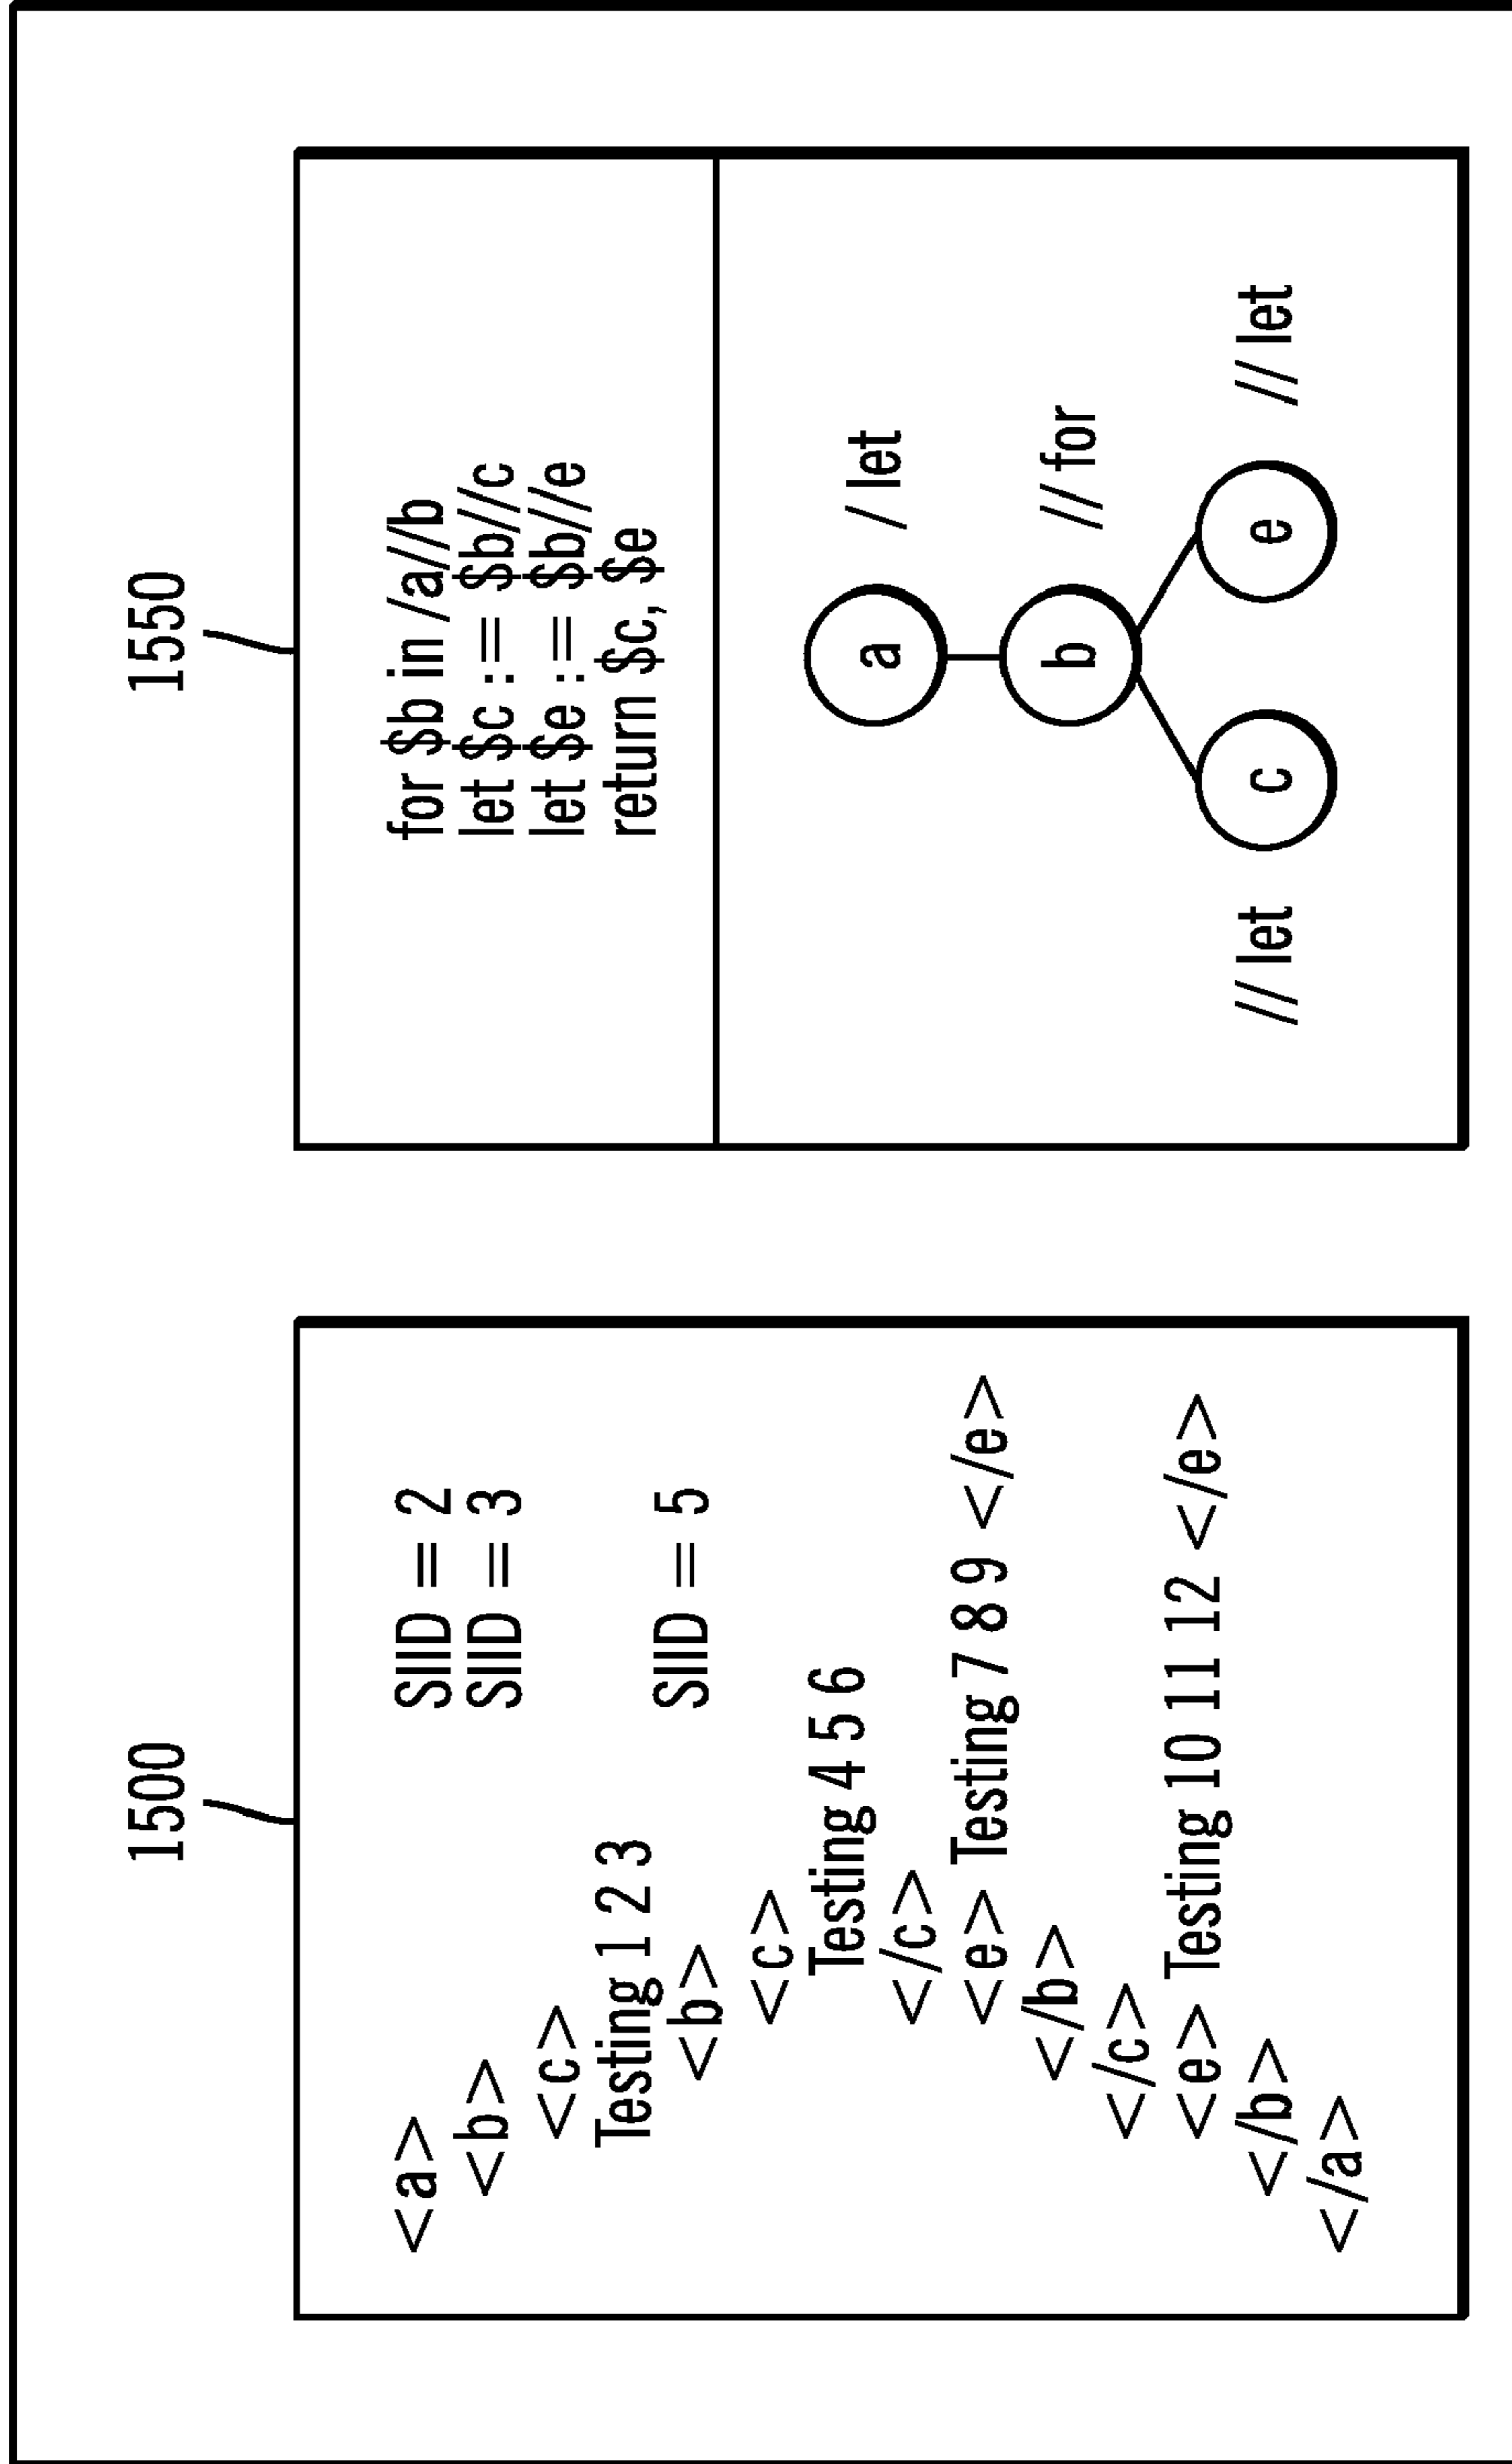 1500
<a> SIID = 2
<b> SIID = 3
<c>
Testing 1 2 3
<b> SIID = 5
<c>
Testing 4 5 6
</c>
<e> Testing 7 8 9 </e>
</b>
</c>
<e> Testing 10 11 12 </e>
</b>
</a>
1550
for $b in /a//b
let $c := $b//c
let $e := $b//e
return $c, $e
a / let
b // for
// let c e // let